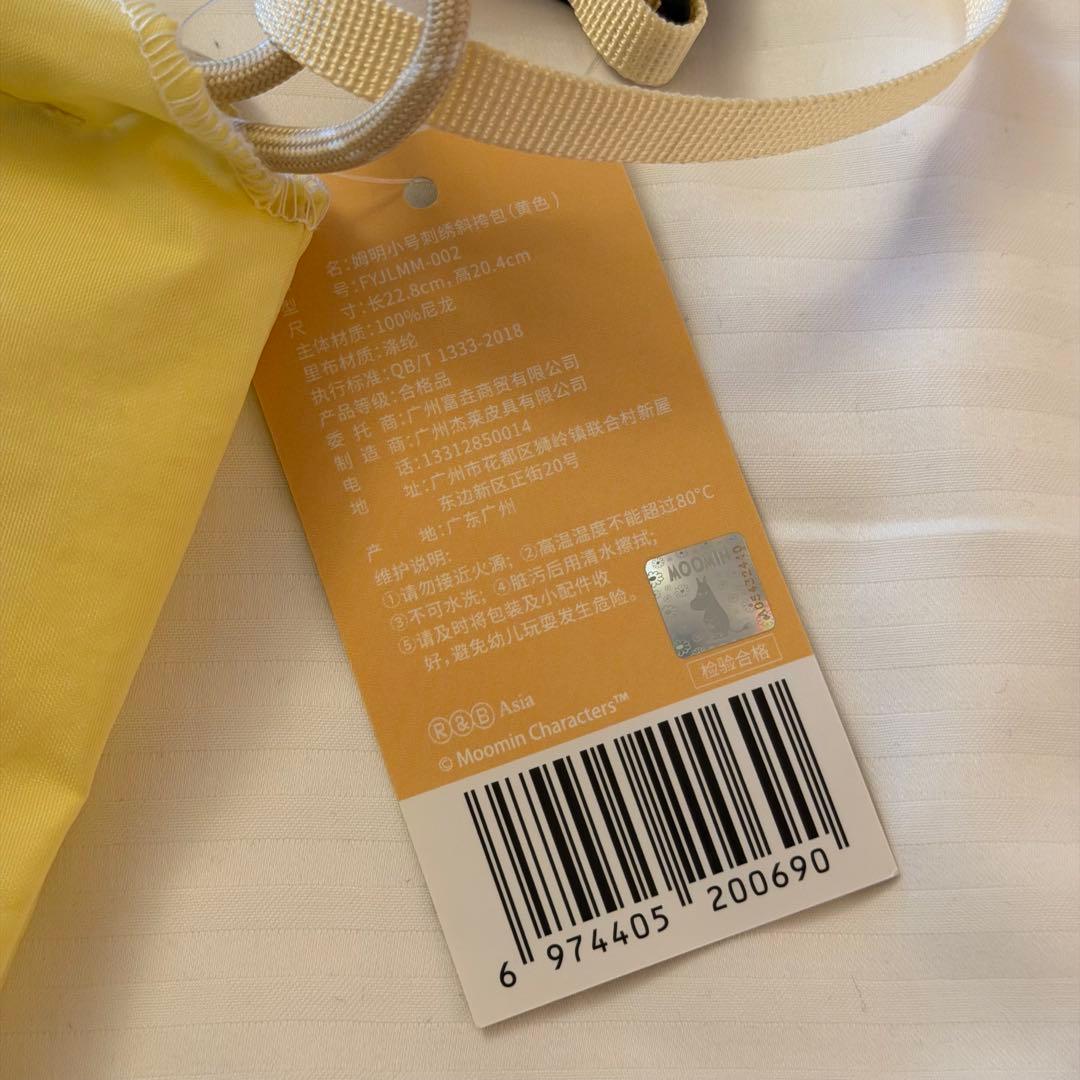 名:姆明小号刺绣斜挎包(黄色)
型 号:FYJLMM-002
尺 寸:长22.8cm,高20.4cm
主体材质:100%尼龙
里布材质:涤纶
执行标准:QB/T 1333-2018
产品等级:合格品
委 托 商:广州富垚商贸有限公司
制 造 商:广州杰莱皮具有限公司
电 话:13312850014
地 址:广州市花都区狮岭镇联合村新屋
东边新区正街20号
产 地:广东广州
维护说明:
①请勿接近火源; ②高温温度不能超过80°C
③不可水洗; ④脏污后用清水擦拭;
⑤请及时将包装及小配件收
好,避免幼儿玩耍发生危险。
MOOMIN
检验合格
R&B Asia
© Moomin Characters™
6 974405 200690